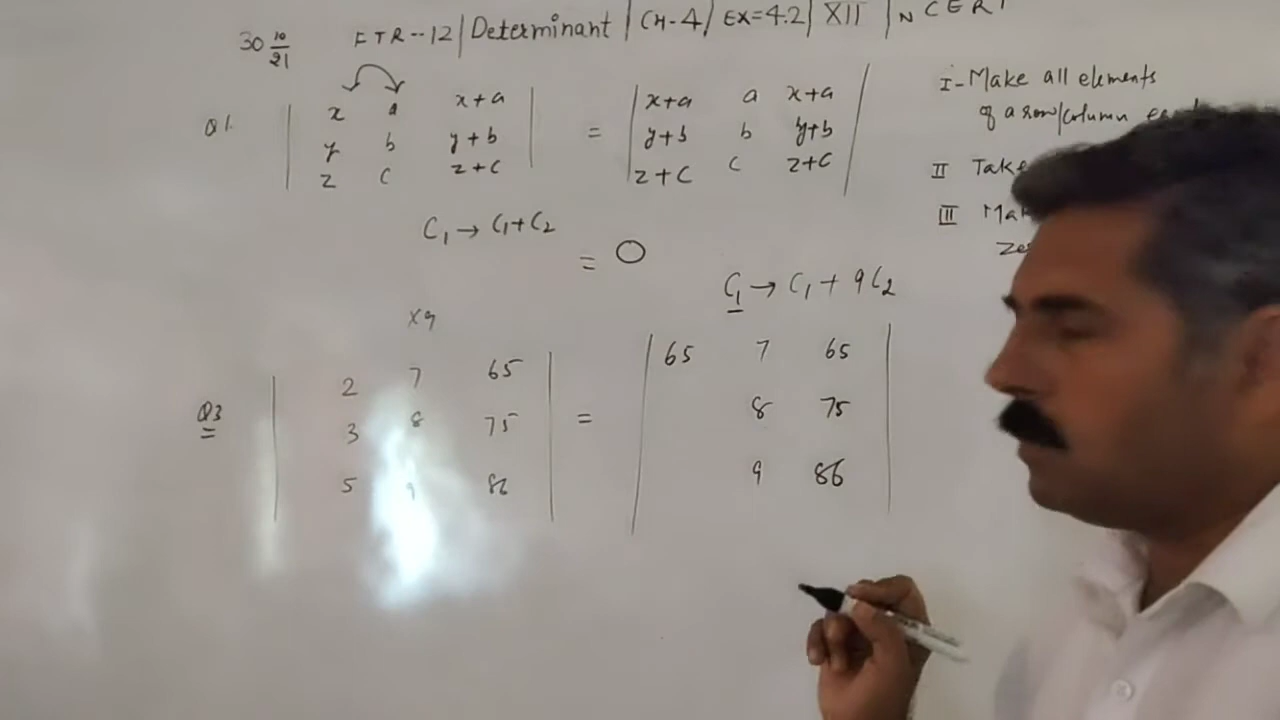 30 10/21 FTR-12 | Determinant | CH-4 | EX=4.2 | XII | NCERT
Q1. | x a x+a | = | x+a a x+a |
| y b y+b | | y+b b y+b |
| z c z+c | | z+c c z+c |
C₁ → C₁+C₂
= 0
I-Make all elements
of a row/column
II Take
III
C₁ → C₁ + 9C₂
x9
Q3 | 2 7 65 | = | 65 7 65 |
| 3 8 75 | | 8 75 |
| 5 9 86 | | 9 86 |